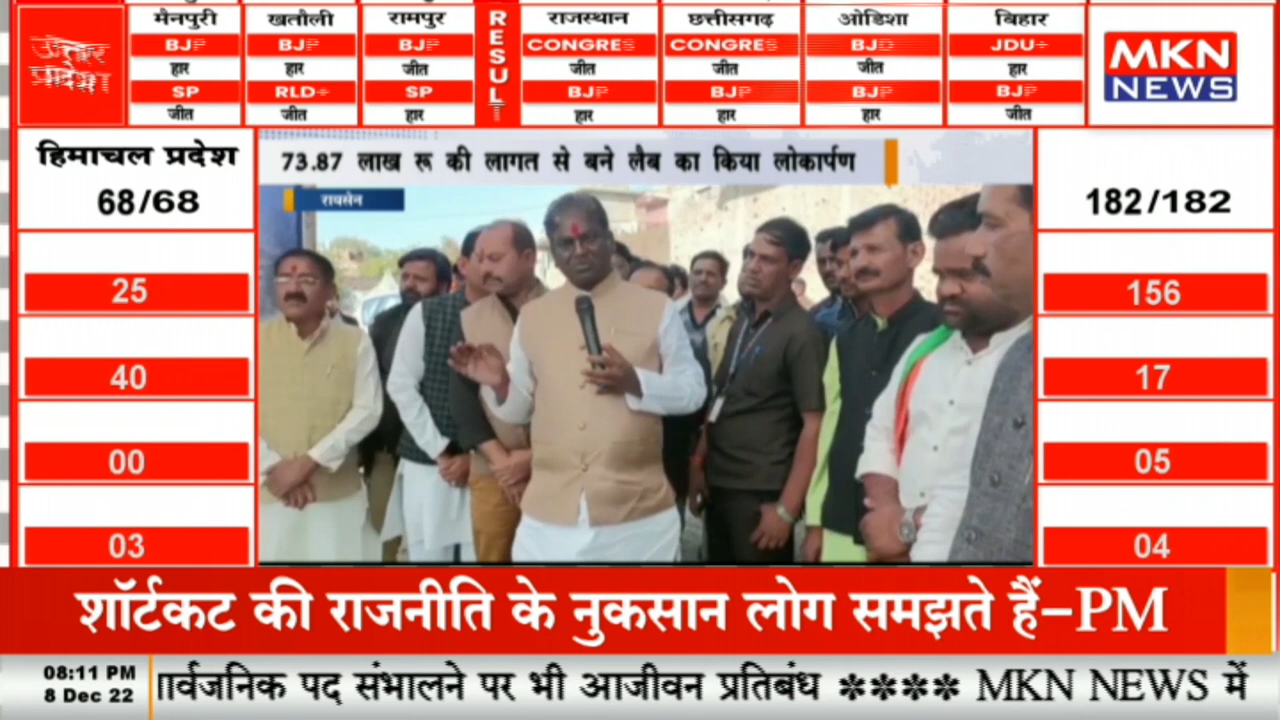 उत्तर
प्रादेश
मैनपुरी
BJP
हार
SP
जीत
खतौली
BJP
हार
RLD+
जीत
रामपुर
BJP
जीत
SP
हार
RESULT
राजस्थान
CONGRES
जीत
BJP
हार
छत्तीसगढ़
CONGRES
जीत
BJP
हार
ओडिशा
BJD
जीत
BJP
हार
बिहार
JDU+
हार
BJP
जीत
MKN
NEWS
हिमाचल प्रदेश
68/68
25
40
00
03
73.87 लाख रू की लागत से बने लैब का किया लोकार्पण
रायसेन
182/182
156
17
05
04
शॉर्टकट की राजनीति के नुकसान लोग समझते हैं-PM
08:11 PM
8 Dec 22
ार्वजनिक पद संभालने पर भी आजीवन प्रतिबंध **** MKN NEWS में